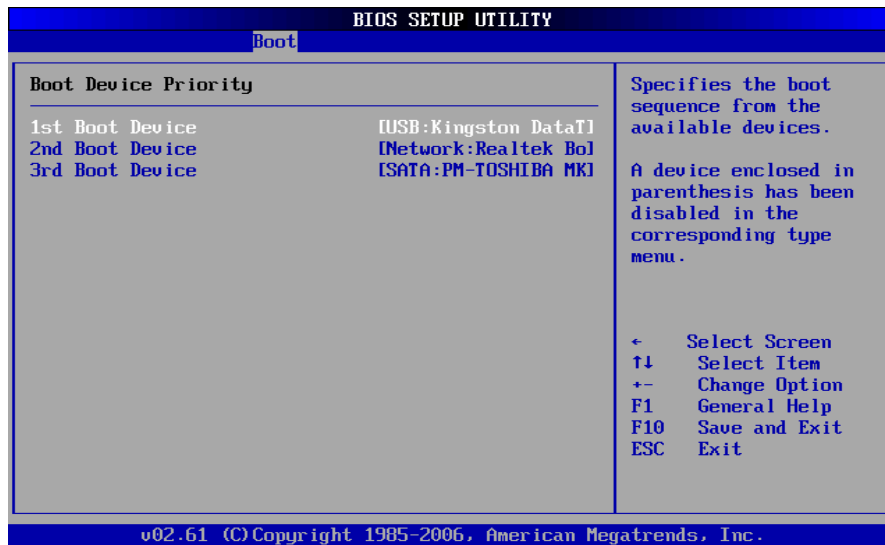 BIOS SETUP UTILITY
Boot
Boot Device Priority
1st Boot Device [USB:Kingston DataT]
2nd Boot Device [Network:Realtek Bo]
3rd Boot Device [SATA:PM-TOSHIBA MK]
Specifies the boot
sequence from the
available devices.
A device enclosed in
parenthesis has been
disabled in the
corresponding type
menu.
← Select Screen
↑↓ Select Item
+- Change Option
F1 General Help
F10 Save and Exit
ESC Exit
v02.61 (C)Copyright 1985-2006, American Megatrends, Inc.